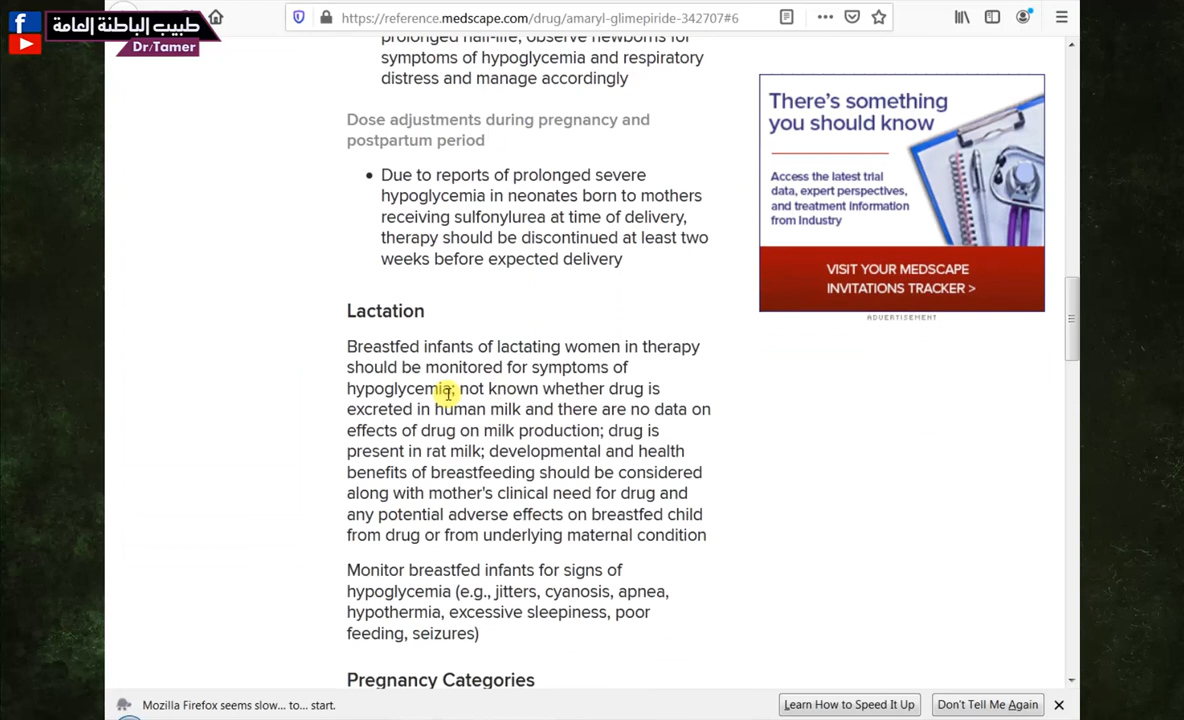 طبيب الباطنة العامة
Dr/Tamer
https://reference.medscape.com/drug/amaryl-glimepiride-342707#6
prolonged half-life, observe newborns for
symptoms of hypoglycemia and respiratory
distress and manage accordingly
Dose adjustments during pregnancy and
postpartum period
Due to reports of prolonged severe
hypoglycemia in neonates born to mothers
receiving sulfonylurea at time of delivery,
therapy should be discontinued at least two
weeks before expected delivery
Lactation
Breastfed infants of lactating women in therapy
should be monitored for symptoms of
hypoglycemia; not known whether drug is
excreted in human milk and there are no data on
effects of drug on milk production; drug is
present in rat milk; developmental and health
benefits of breastfeeding should be considered
along with mother's clinical need for drug and
any potential adverse effects on breastfed child
from drug or from underlying maternal condition
Monitor breastfed infants for signs of
hypoglycemia (e.g., jitters, cyanosis, apnea,
hypothermia, excessive sleepiness, poor
feeding, seizures)
Pregnancy Categories
There's something
you should know
Access the latest trial
data, expert perspectives,
and treatment information
from Industry
VISIT YOUR MEDSCAPE
INVITATIONS TRACKER >
ADVERTISEMENT
Mozilla Firefox seems slow... to... start.
Learn How to Speed It Up
Don't Tell Me Again